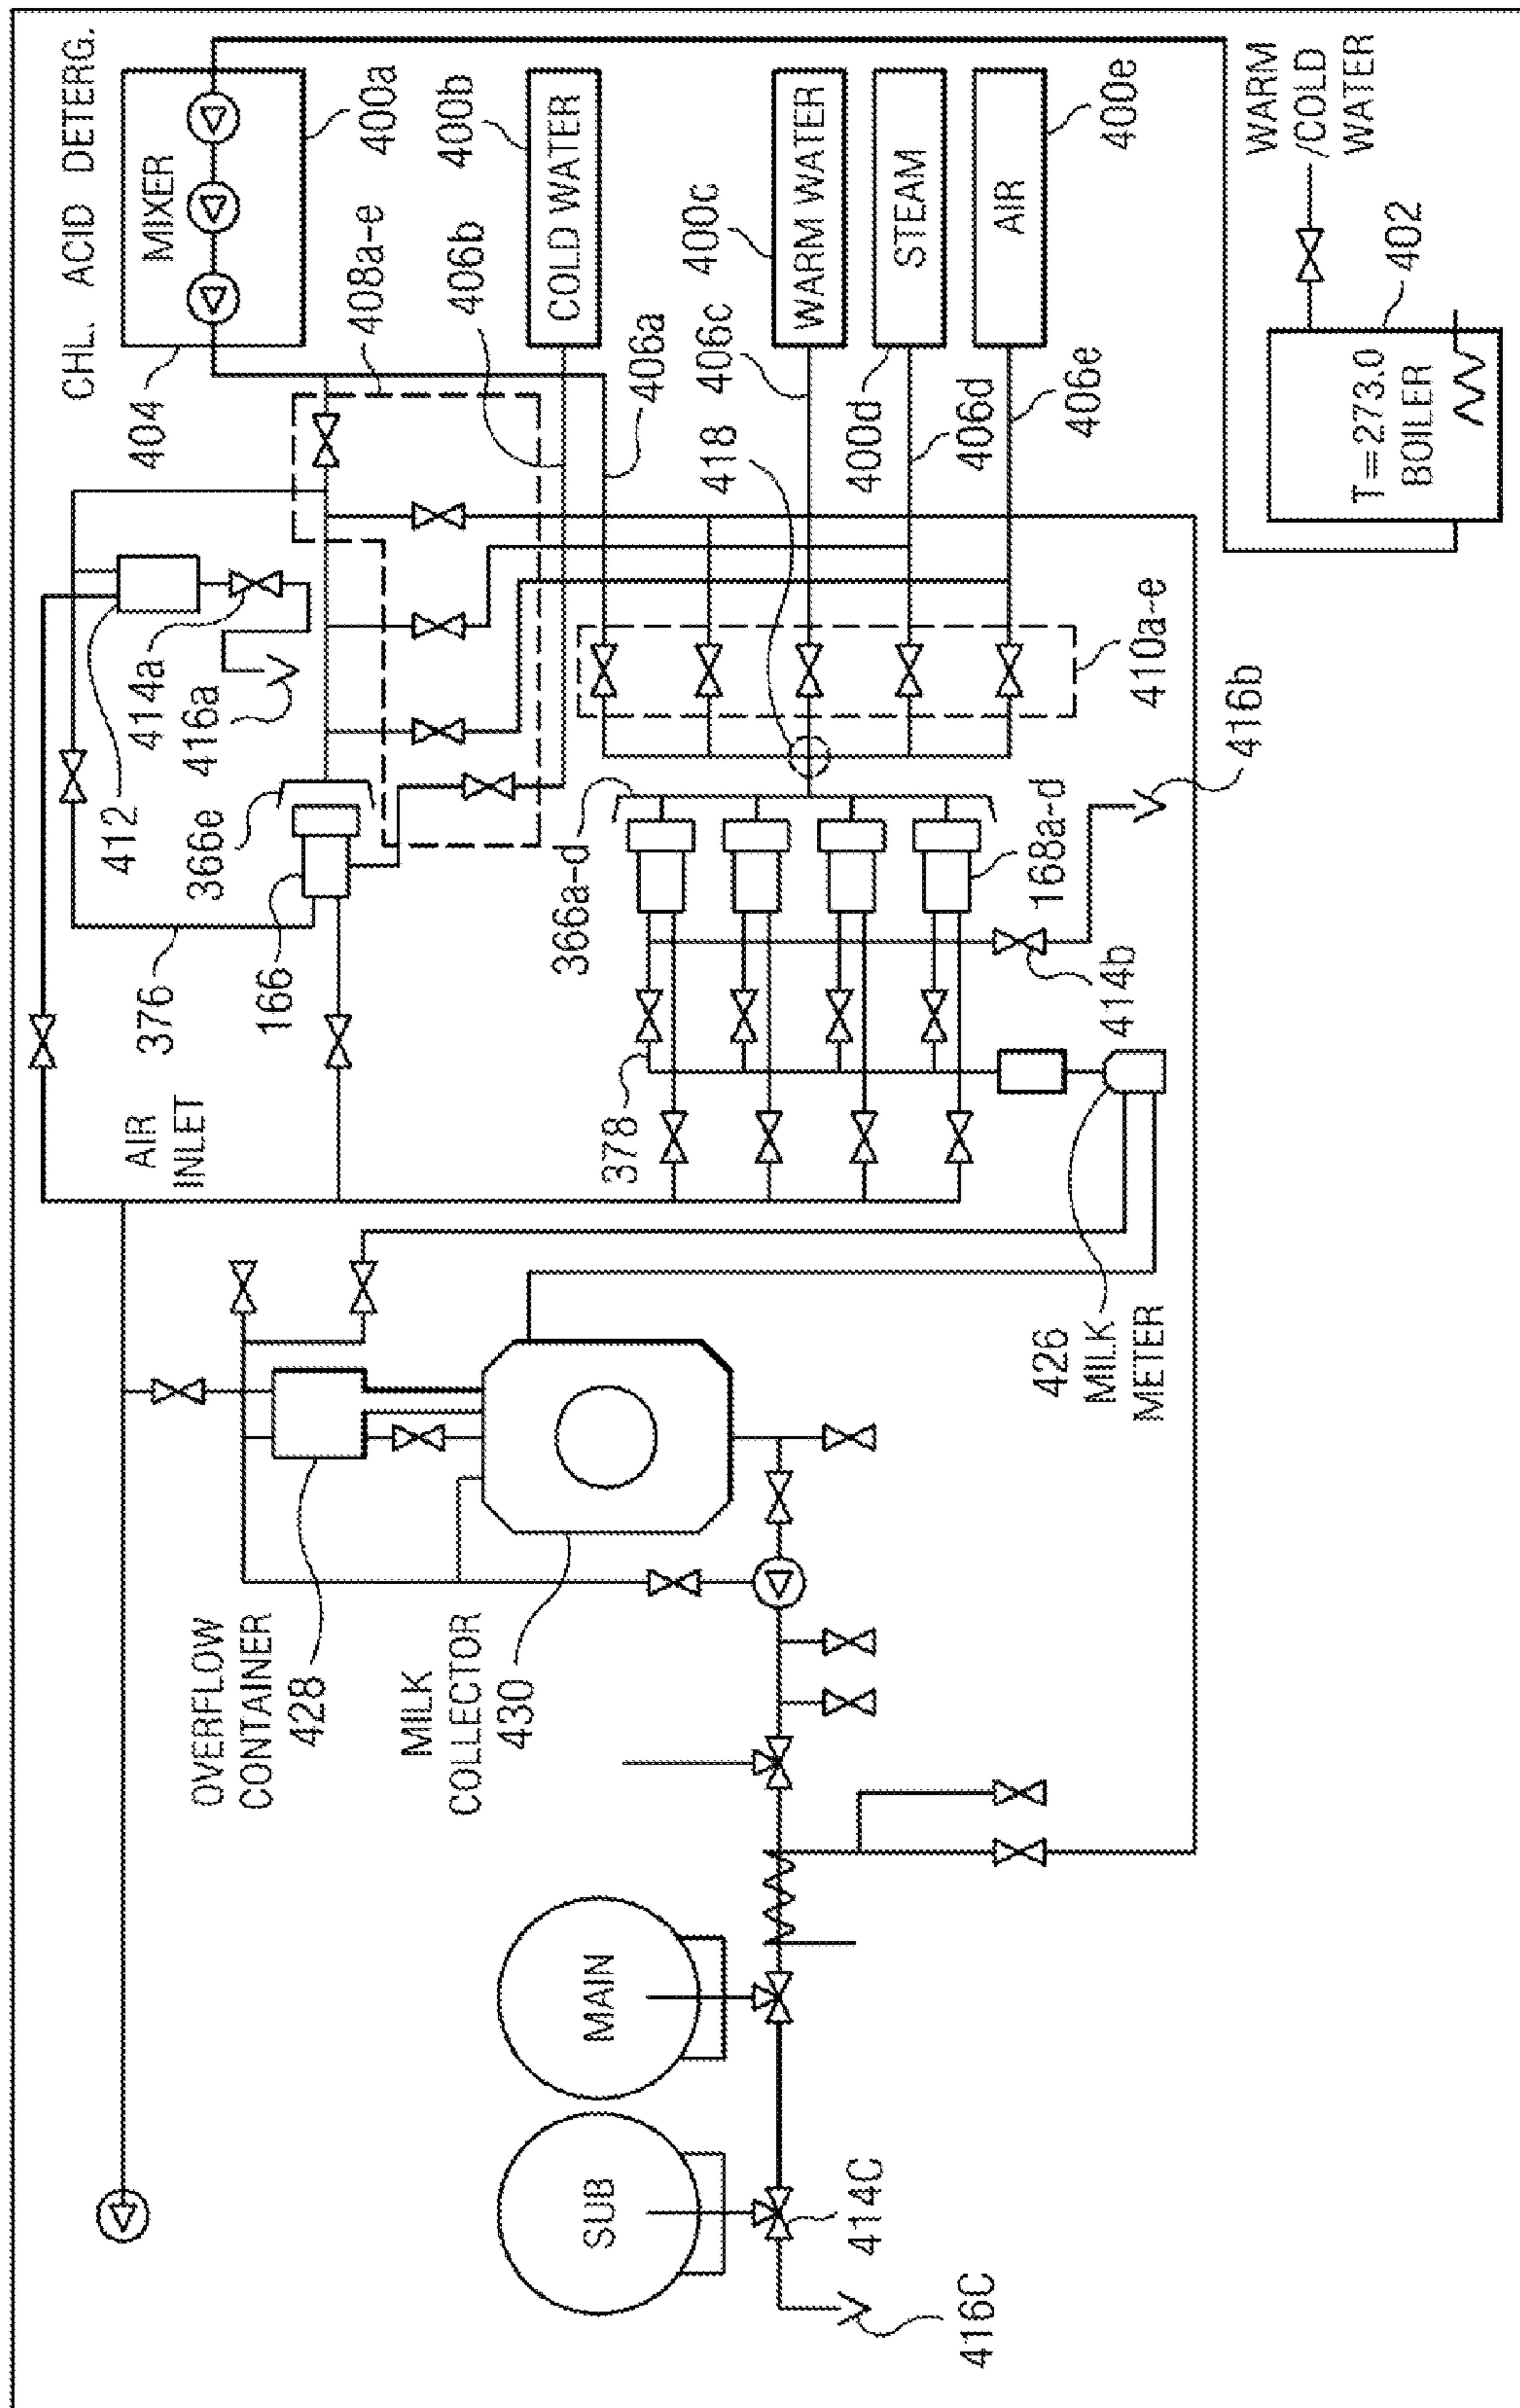 CHL. ACID DETERG.
404
MIXER
400a
408a-e
406b
400b
COLD WATER
406a
412
414a
416a
366e
376
166
AIR
INLET
418
406c
400c
WARM WATER
400d
STEAM
406d
406e
AIR
400e
WARM
/COLD
WATER
402
T=273.0
BOILER
410a-e
416b
366a-d
168a-d
414b
378
426
MILK
METER
OVERFLOW
CONTAINER
428
MILK
COLLECTOR
430
MAIN
SUB
414C
416C